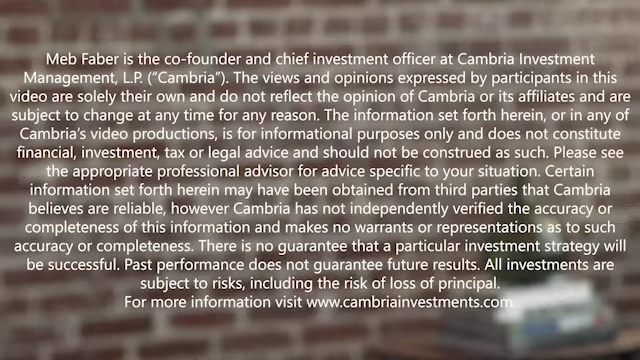 Meb Faber is the co-founder and chief investment officer at Cambria Investment
Management, L.P. (“Cambria”). The views and opinions expressed by participants in this
video are solely their own and do not reflect the opinion of Cambria or its affiliates and are
subject to change at any time for any reason. The information set forth herein, or in any of
Cambria’s video productions, is for informational purposes only and does not constitute
financial, investment, tax or legal advice and should not be construed as such. Please see
the appropriate professional advisor for advice specific to your situation. Certain
information set forth herein may have been obtained from third parties that Cambria
believes are reliable, however Cambria has not independently verified the accuracy or
completeness of this information and makes no warrants or representations as to such
accuracy or completeness. There is no guarantee that a particular investment strategy will
be successful. Past performance does not guarantee future results. All investments are
subject to risks, including the risk of loss of principal.
For more information visit www.cambriainvestments.com